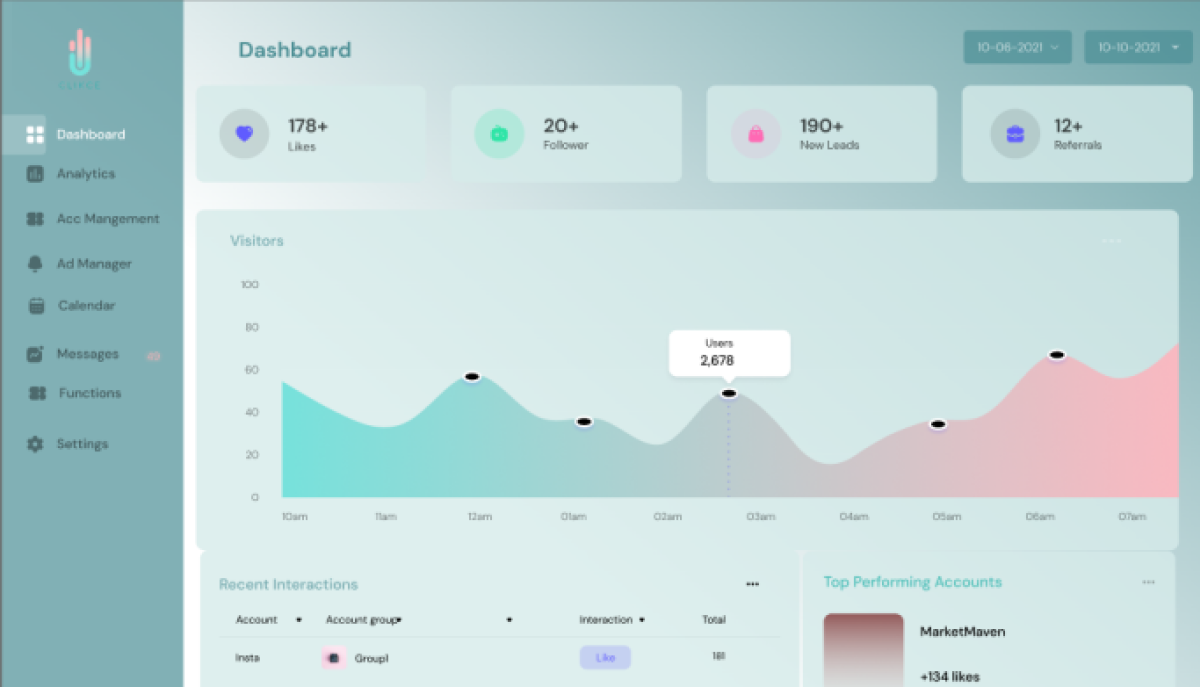 Dashboard
10-06-2021
10-10-2021
Dashboard
Analytics
Acc Mangement
Ad Manager
Calendar
Messages
Functions
Settings
178+
Likes
20+
Follower
190+
New Leads
12+
Referrals
Visitors
100
80
60
40
20
0
Users
2,678
10am 11am 12am 01am 02am 03am 04am 05am 06am 07am
Recent Interactions
Account Account group Interaction Total
Insta Group1 Like 181
Top Performing Accounts
MarketMaven
+134 likes